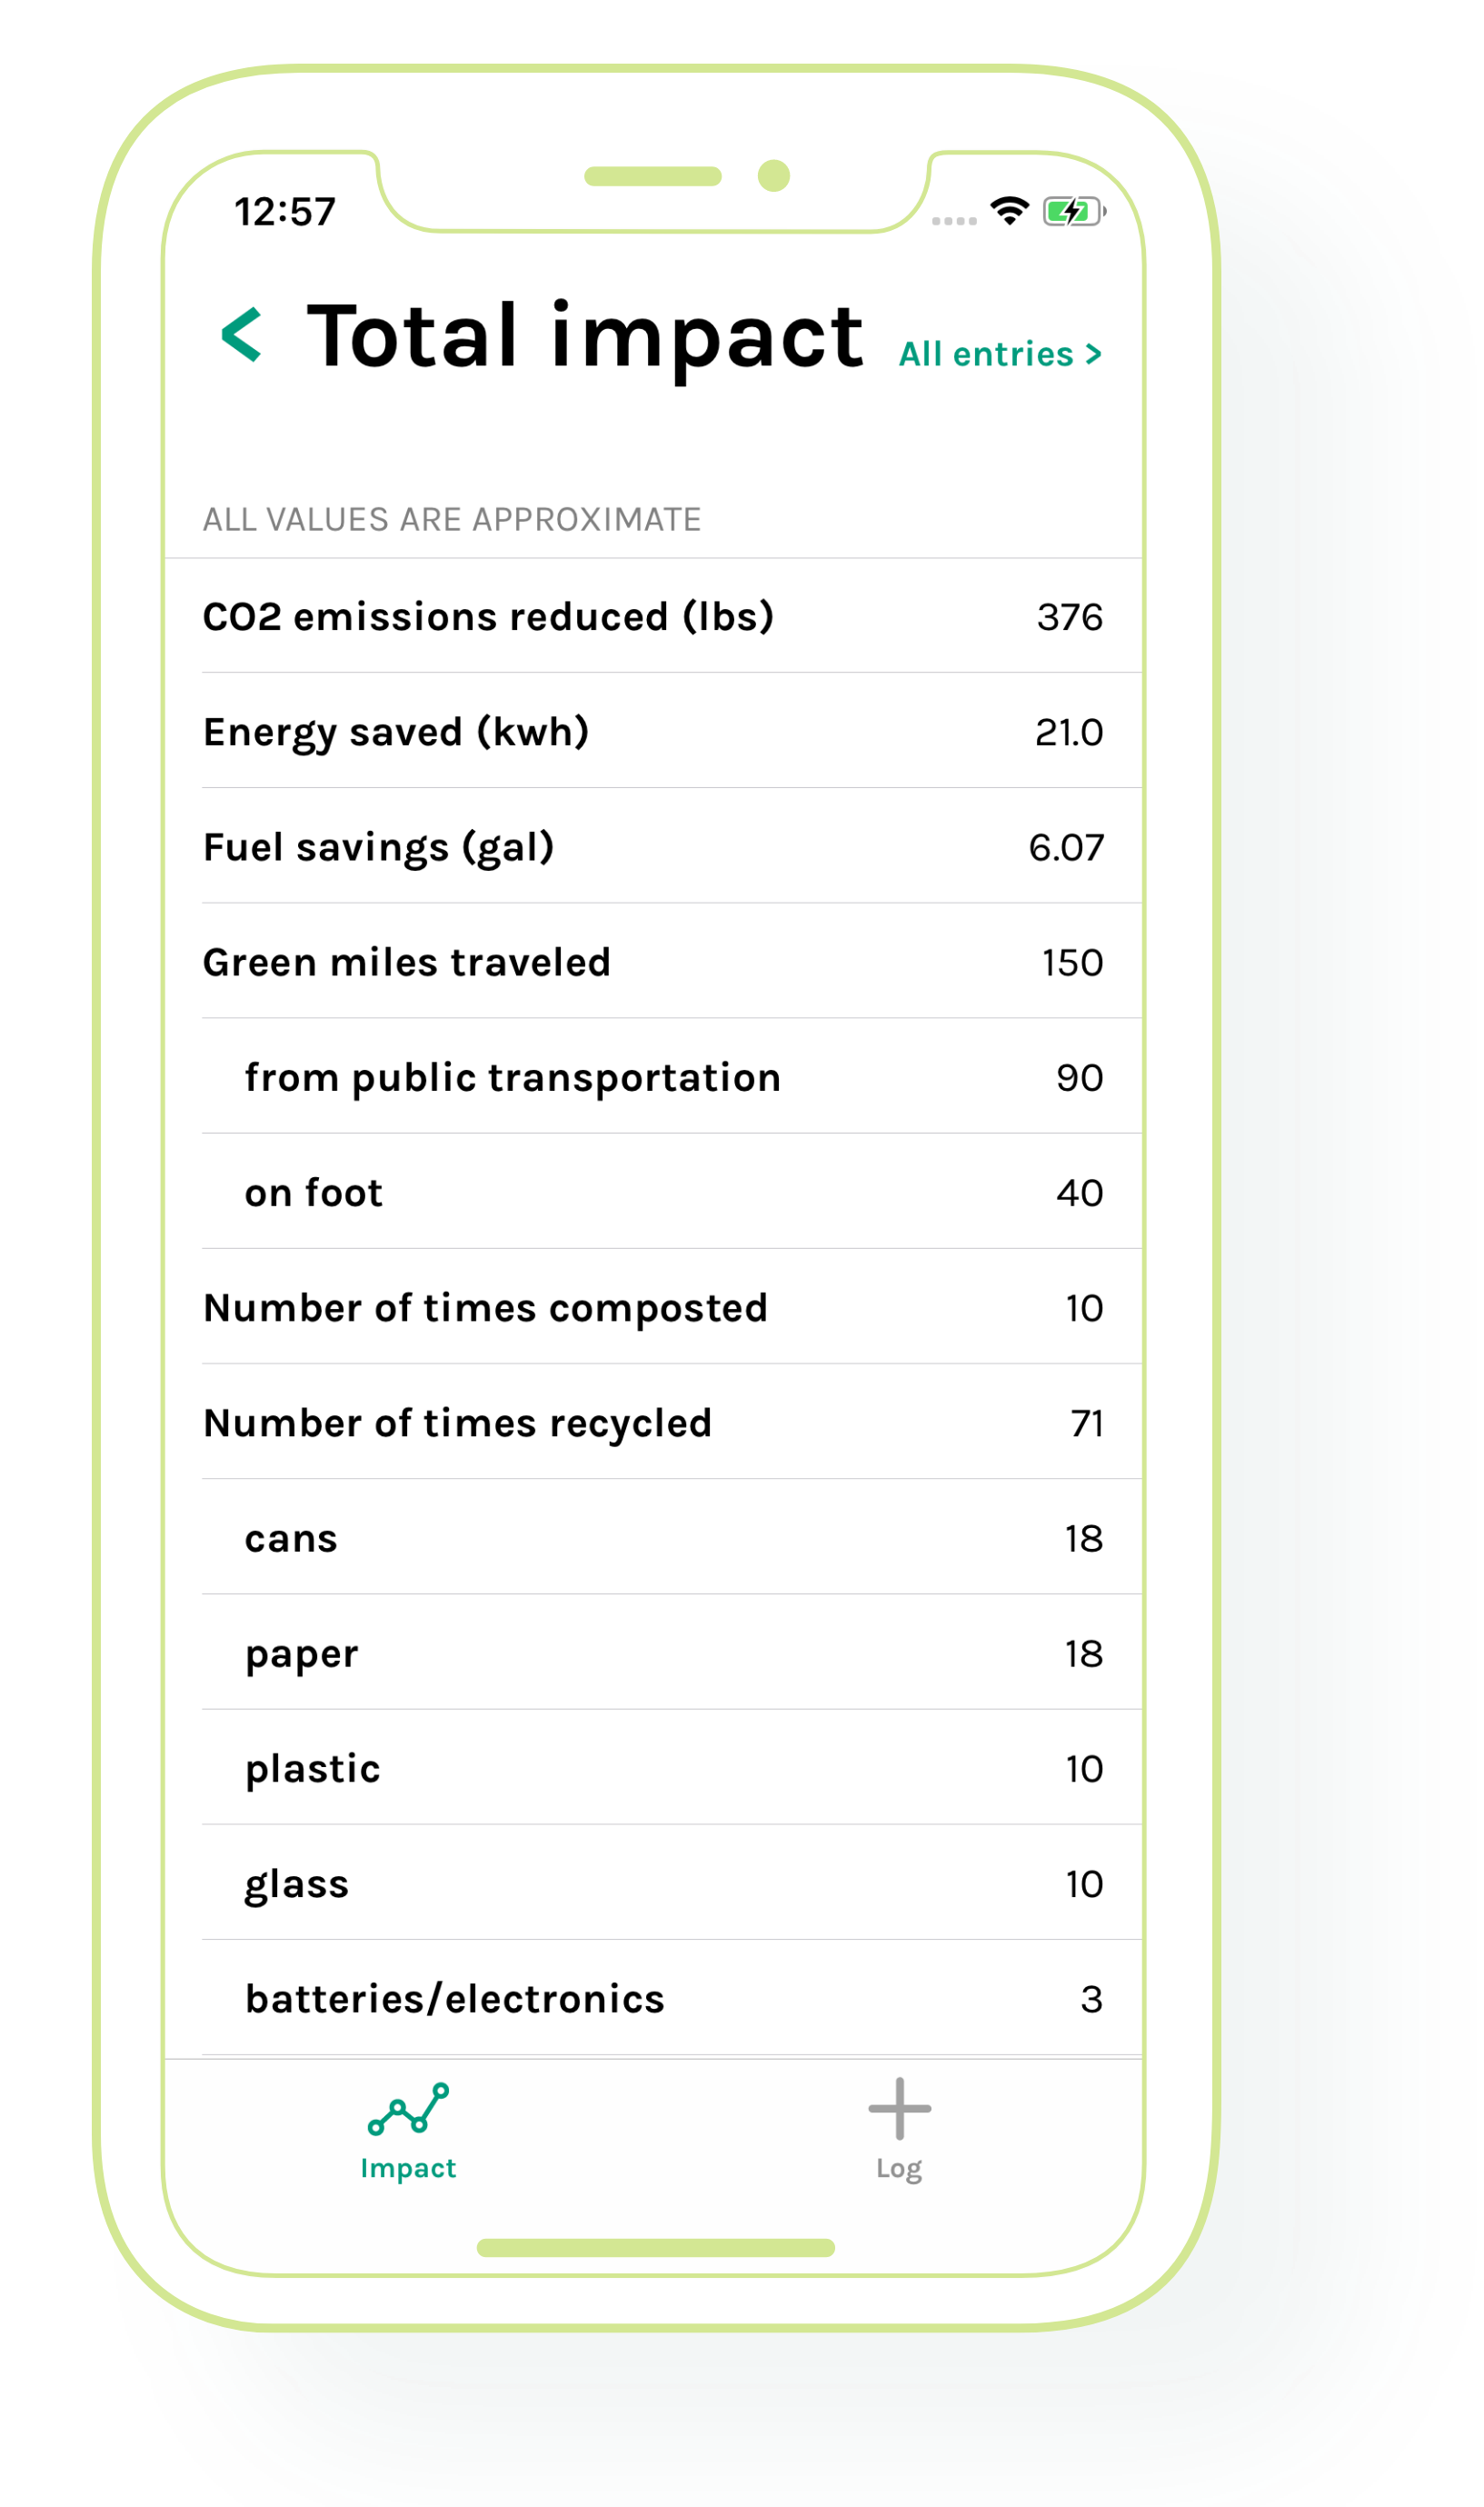 12:57
Total impact
All entries >
ALL VALUES ARE APPROXIMATE
CO2 emissions reduced (lbs) 376
Energy saved (kwh) 21.0
Fuel savings (gal) 6.07
Green miles traveled 150
from public transportation 90
on foot 40
Number of times composted 10
Number of times recycled 71
cans 18
paper 18
plastic 10
glass 10
batteries/electronics 3
Impact Log